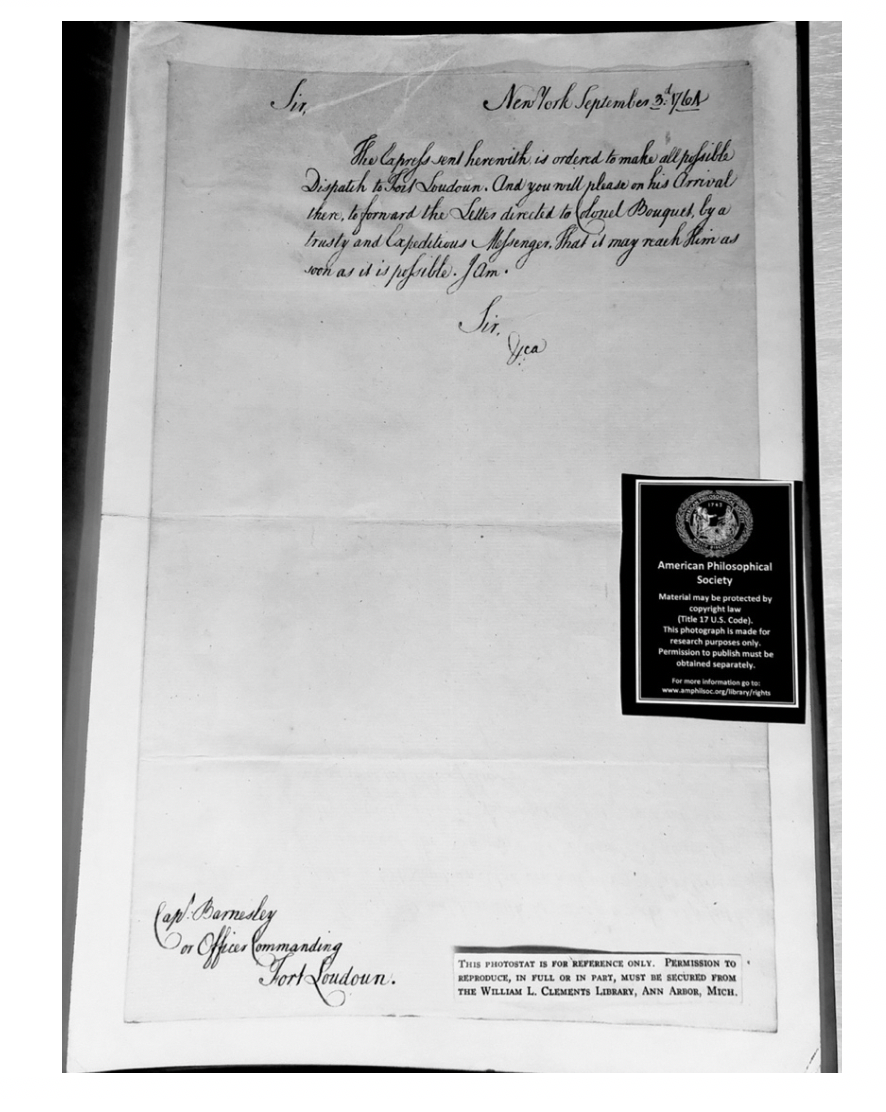 Sir, New York September 3.d 1764
The Express sent herewith is ordered to make all possible
Dispatch to Fort Loudoun. And you will please on his Arrival
there, to forward the Letter directed to Colonel Bouquet, by a
trusty and Expeditious Messenger, That it may reach Him as
soon as it is possible. I Am.
Sir,
&ca
1743
American Philosophical
Society
Material may be protected by
copyright law
(Title 17 U.S. Code).
This photograph is made for
research purposes only.
Permission to publish must be
obtained separately.
For more information go to:
www.amphilsoc.org/library/rights
Capt. Barnesley
or Officer Commanding
Fort Loudoun.
THIS PHOTOSTAT IS FOR REFERENCE ONLY. PERMISSION TO
REPRODUCE, IN FULL OR IN PART, MUST BE SECURED FROM
THE WILLIAM L. CLEMENTS LIBRARY, ANN ARBOR, MICH.